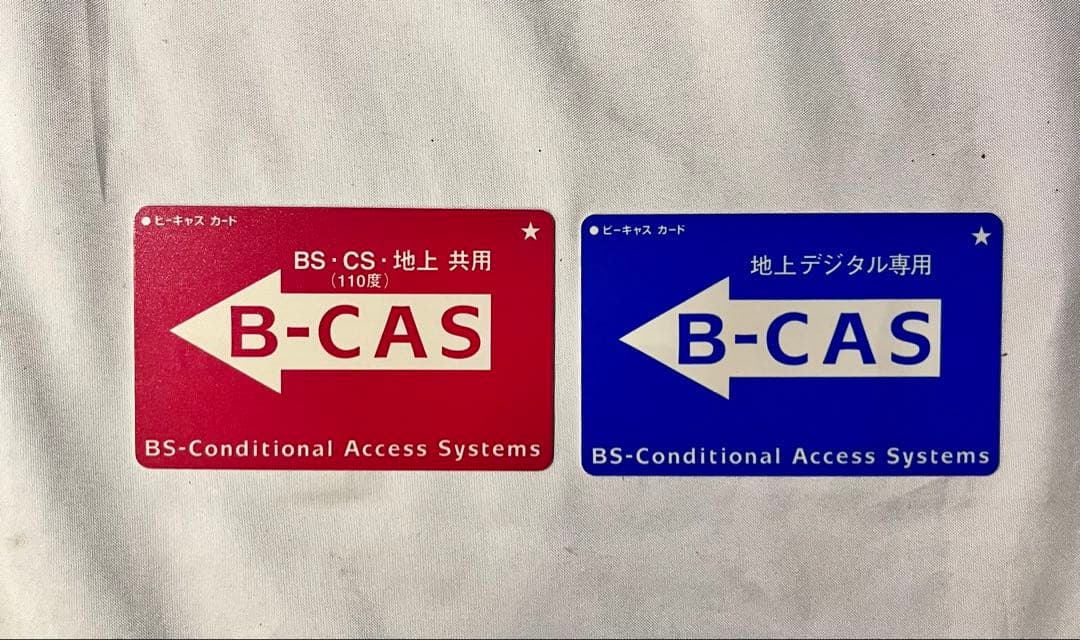 ●ビーキャス カード
★
BS・CS・地上 共用
(110度)
B-CAS
BS-Conditional Access Systems
●ビーキャス カード
★
地上デジタル専用
B-CAS
BS-Conditional Access Systems